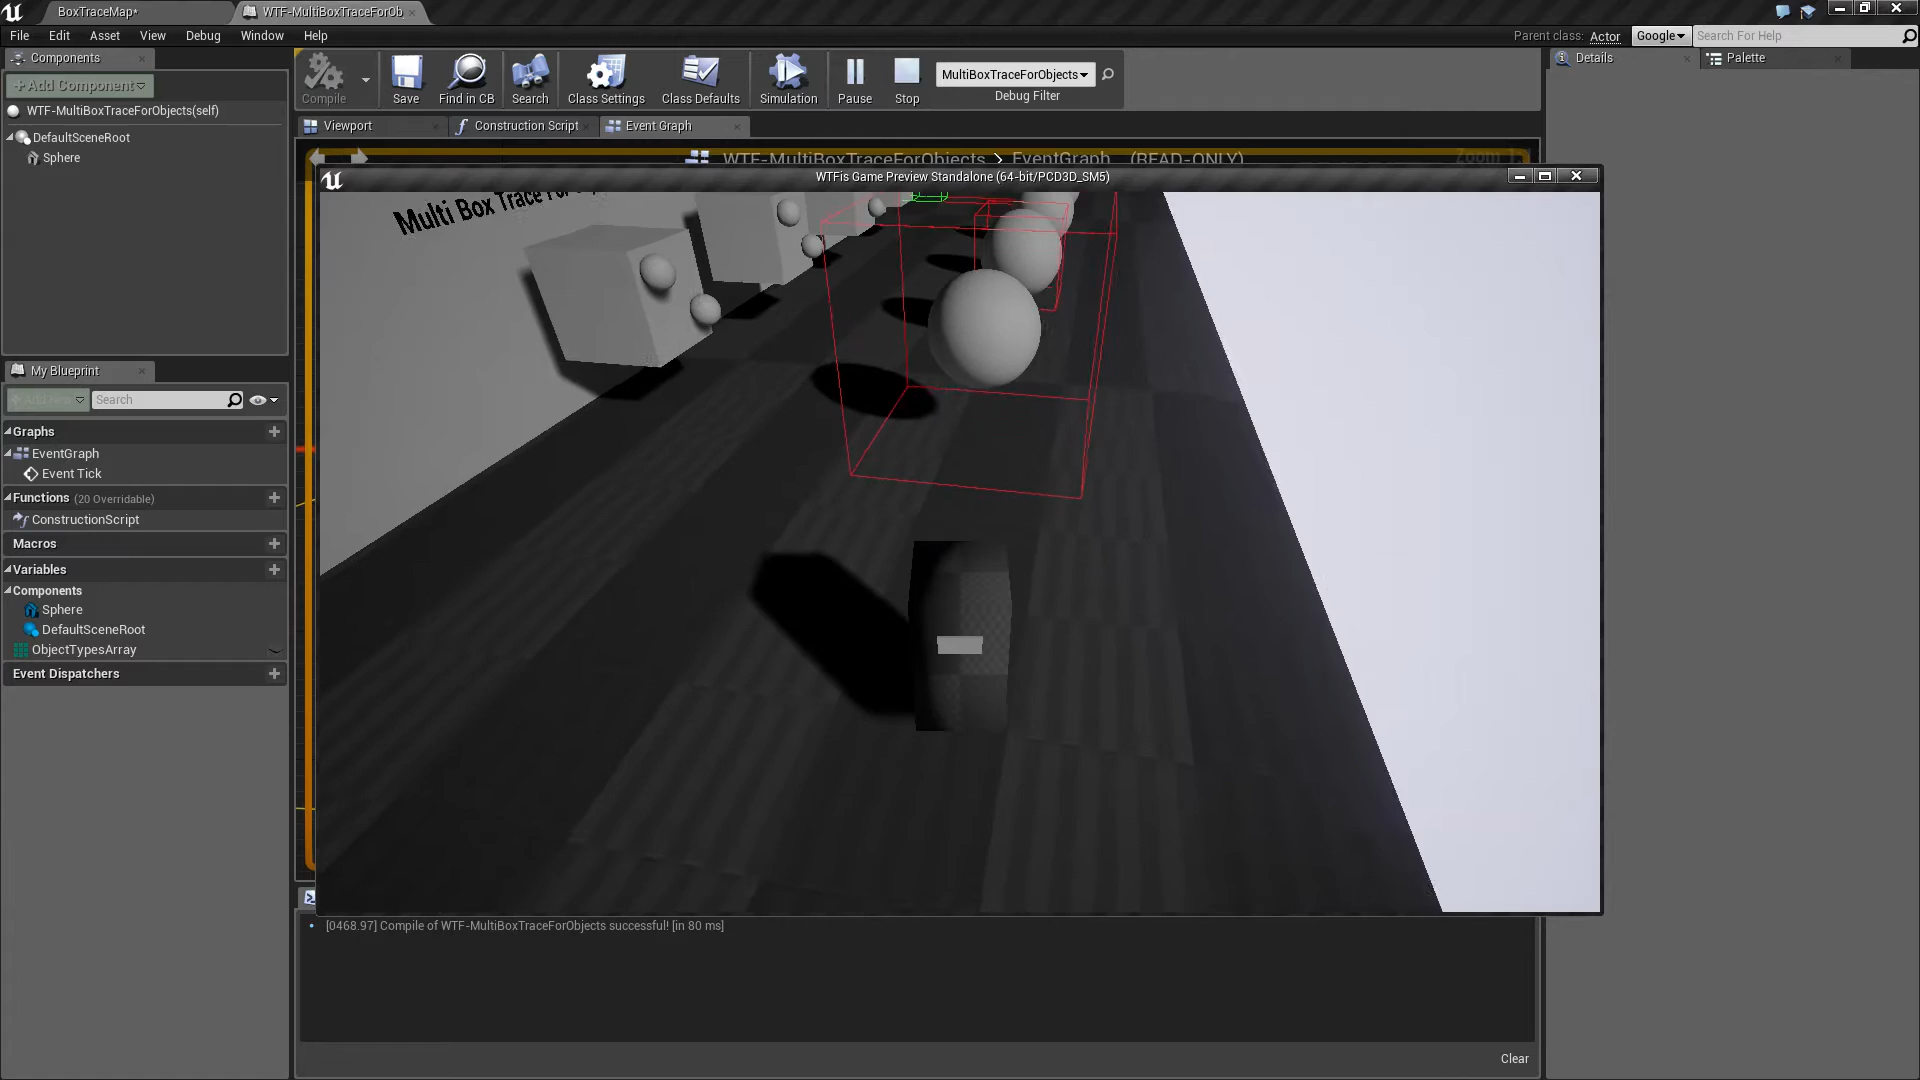 BoxTraceMap*
WTF-MultiBoxTraceForOb
File Edit Asset View Debug Window Help
Parent class: Actor
Google
Search For Help
Components
+Add Component
WTF-MultiBoxTraceForObjects(self)
DefaultSceneRoot
Sphere
Compile
Save
Find in CB
Search
Class Settings
Class Defaults
Simulation
Pause
Stop
MultiBoxTraceForObjects
Debug Filter
Details
Palette
Viewport
Construction Script
Event Graph
WTF-MultiBoxTraceForObjects > EventGraph (READ-ONLY)
WTFis Game Preview Standalone (64-bit/PCD3D_SM5)
Multi Box Trace
My Blueprint
Search
Graphs
EventGraph
Event Tick
Functions (20 Overridable)
ConstructionScript
Macros
Variables
Components
Sphere
DefaultSceneRoot
ObjectTypesArray
Event Dispatchers
[0468.97] Compile of WTF-MultiBoxTraceForObjects successful! [in 80 ms]
Clear